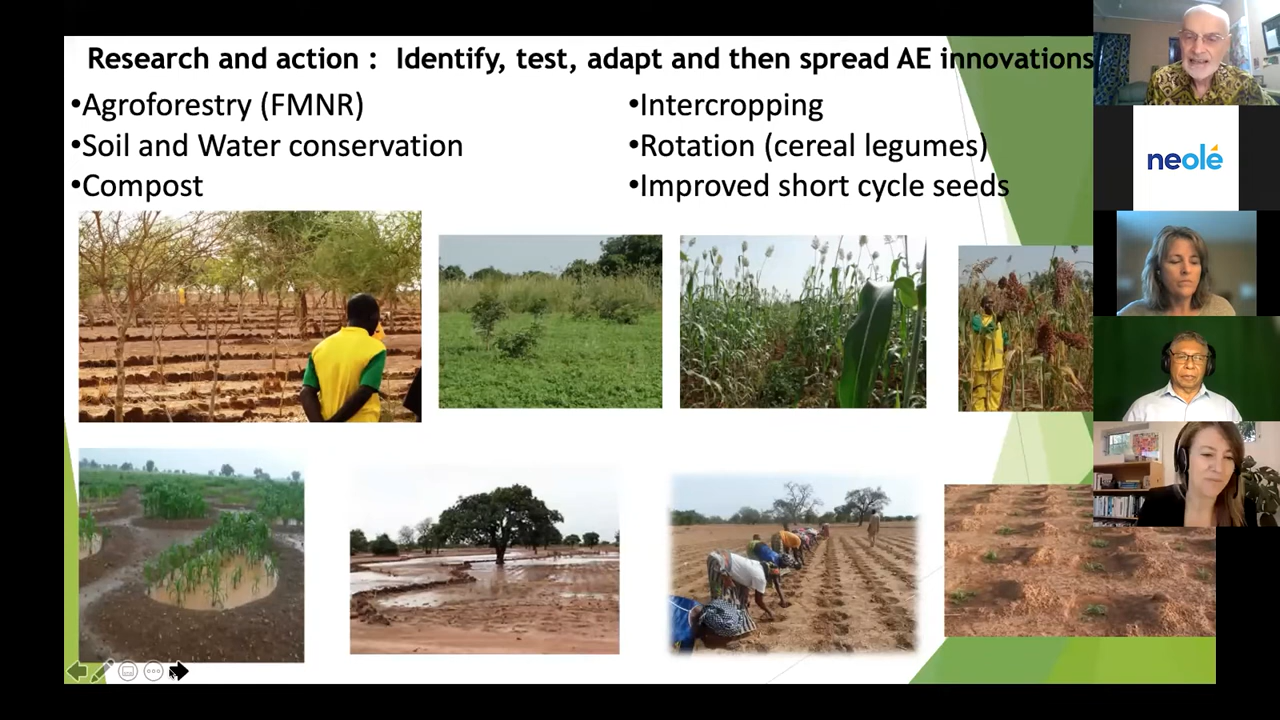 Research and action : Identify, test, adapt and then spread AE innovations
•Agroforestry (FMNR)
•Soil and Water conservation
•Compost
•Intercropping
•Rotation (cereal legumes)
•Improved short cycle seeds
neolé